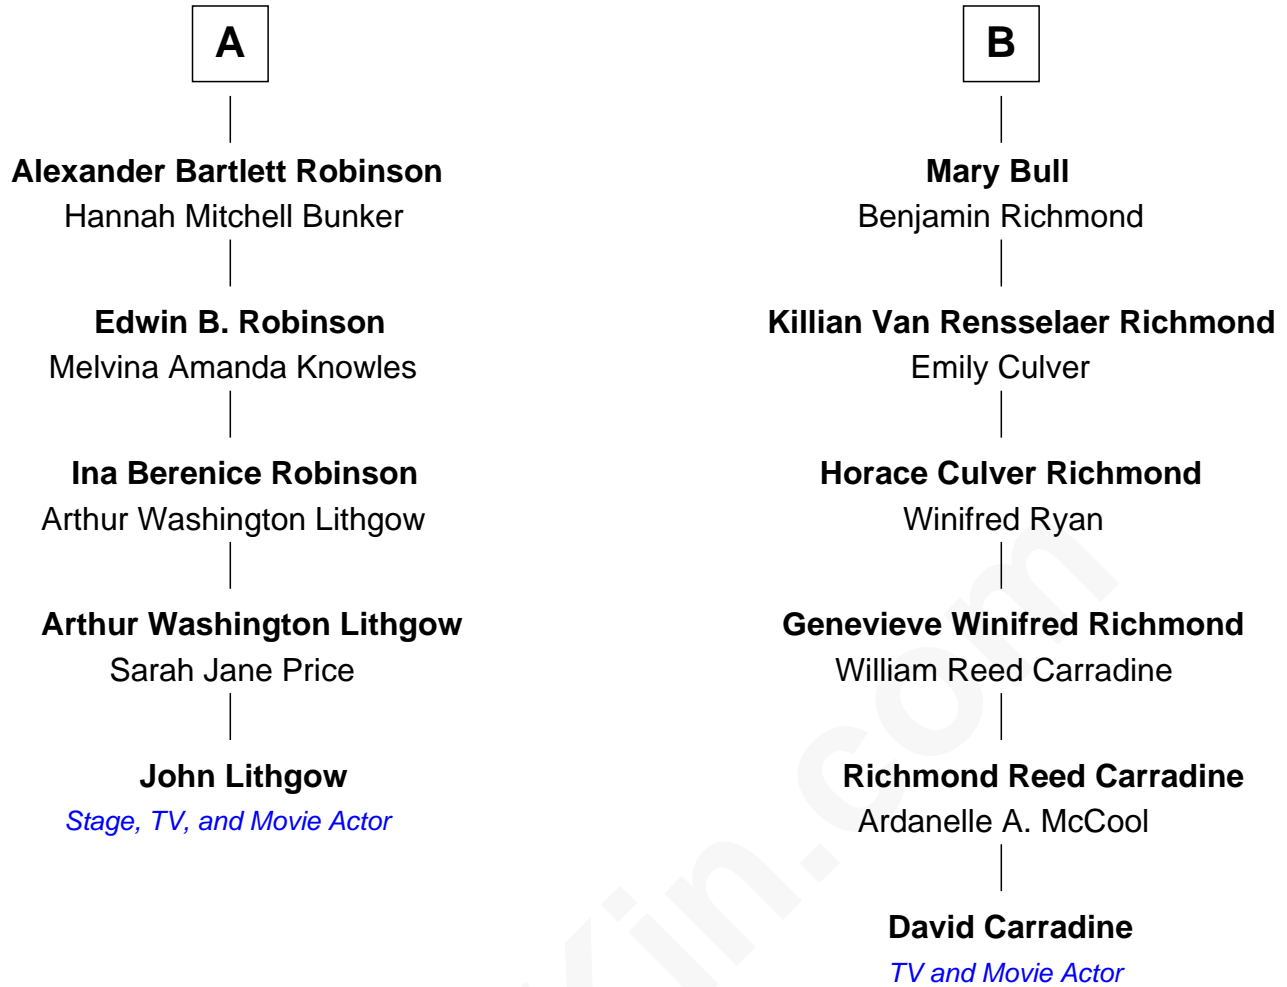 A
Alexander Bartlett Robinson
Hannah Mitchell Bunker
Edwin B. Robinson
Melvina Amanda Knowles
Ina Berenice Robinson
Arthur Washington Lithgow
Arthur Washington Lithgow
Sarah Jane Price
John Lithgow
Stage, TV, and Movie Actor
B
Mary Bull
Benjamin Richmond
Killian Van Rensselaer Richmond
Emily Culver
Horace Culver Richmond
Winifred Ryan
Genevieve Winifred Richmond
William Reed Carradine
Richmond Reed Carradine
Ardanelle A. McCool
David Carradine
TV and Movie Actor
Kin.com